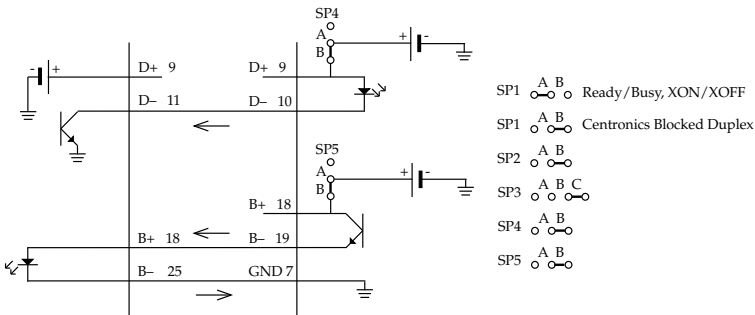 SP4
A
B
+ -
- +
D+ 9
D+ 9
D– 11
D– 10
SP5
A
B
+ -
B+ 18
B+ 18
B– 19
B– 25
GND 7
SP1 A B Ready/Busy, XON/XOFF
SP1 A B Centronics Blocked Duplex
SP2 A B
SP3 A B C
SP4 A B
SP5 A B